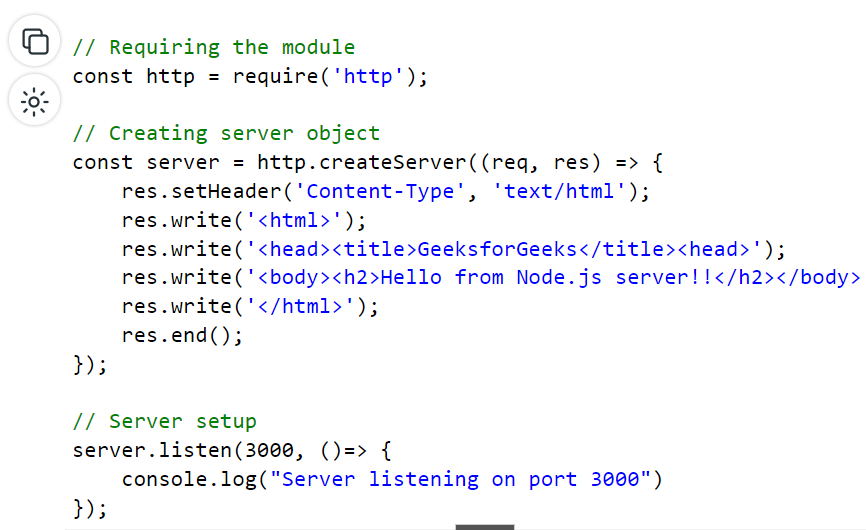 // Requiring the module
const http = require('http');
// Creating server object
const server = http.createServer((req, res) => {
    res.setHeader('Content-Type', 'text/html');
    res.write('<html>');
    res.write('<head><title>GeeksforGeeks</title><head>');
    res.write('<body><h2>Hello from Node.js server!!</h2></body>
    res.write('</html>');
    res.end();
});
// Server setup
server.listen(3000, ()=> {
    console.log("Server listening on port 3000")
});